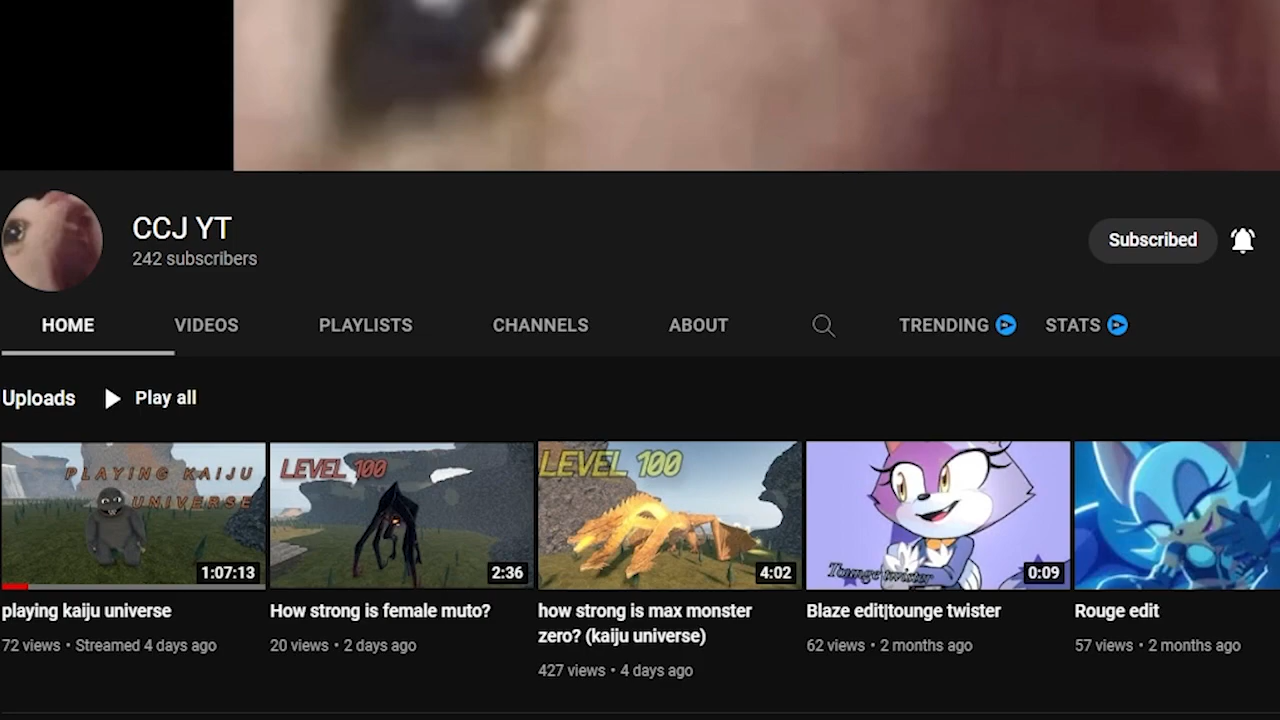 CCJ YT
242 subscribers
Subscribed
HOME VIDEOS PLAYLISTS CHANNELS ABOUT TRENDING STATS
Uploads Play all
PLAYING KAIJU
UNIVERSE
1:07:13
LEVEL 100
2:36
LEVEL 100
4:02
Tounge twister
0:09
playing kaiju universe
72 views • Streamed 4 days ago
How strong is female muto?
20 views • 2 days ago
how strong is max monster
zero? (kaiju universe)
427 views • 4 days ago
Blaze edit|tounge twister
62 views • 2 months ago
Rouge edit
57 views • 2 months ago